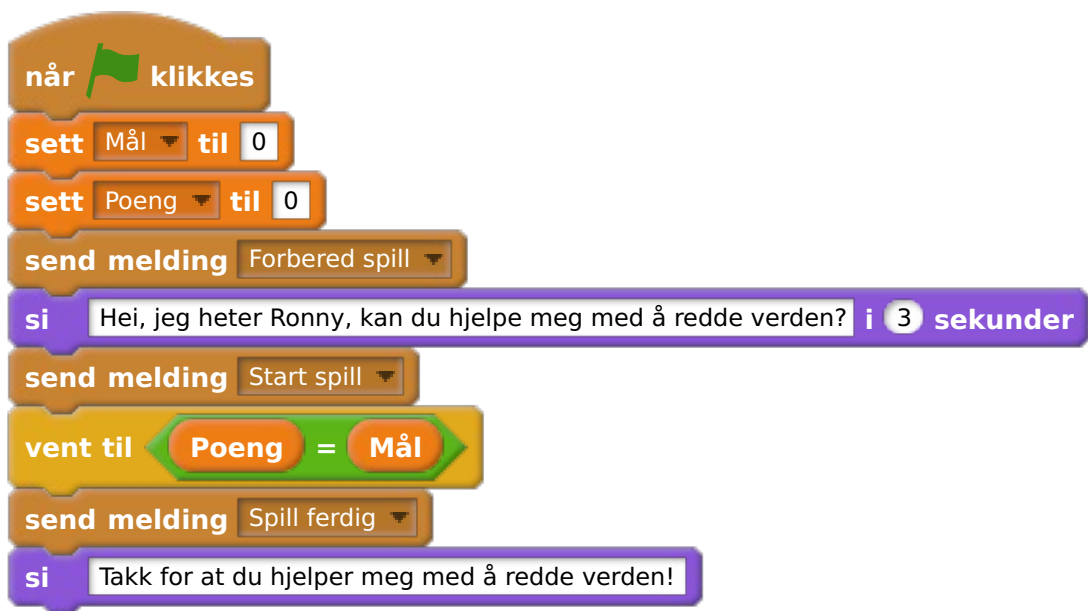 når klikkes
sett Mål til 0
sett Poeng til 0
send melding Forbered spill
si Hei, jeg heter Ronny, kan du hjelpe meg med å redde verden? i 3 sekunder
send melding Start spill
vent til Poeng = Mål
send melding Spill ferdig
si Takk for at du hjelper meg med å redde verden!